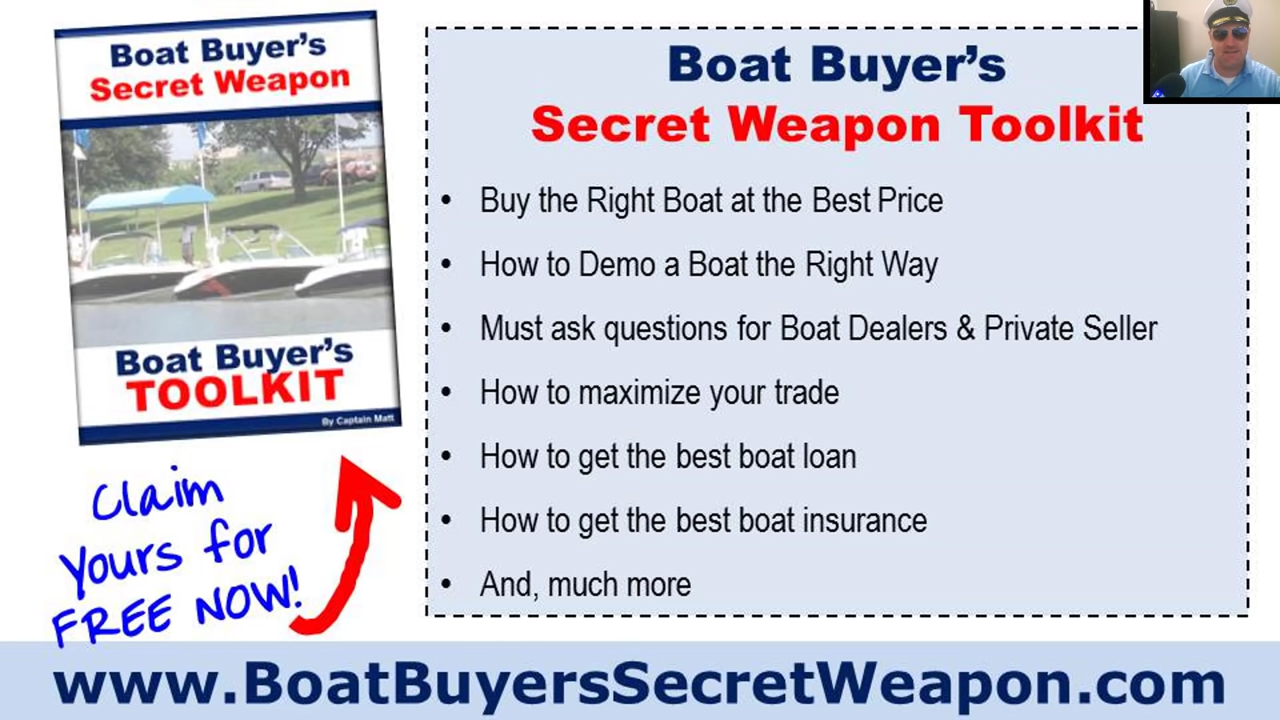 Boat Buyer's
Secret Weapon
Boat Buyer's
TOOLKIT
By Captain Matt
Claim
Yours for
FREE NOW!
Boat Buyer's
Secret Weapon Toolkit
• Buy the Right Boat at the Best Price
• How to Demo a Boat the Right Way
• Must ask questions for Boat Dealers & Private Seller
• How to maximize your trade
• How to get the best boat loan
• How to get the best boat insurance
• And, much more
www.BoatBuyersSecretWeapon.com